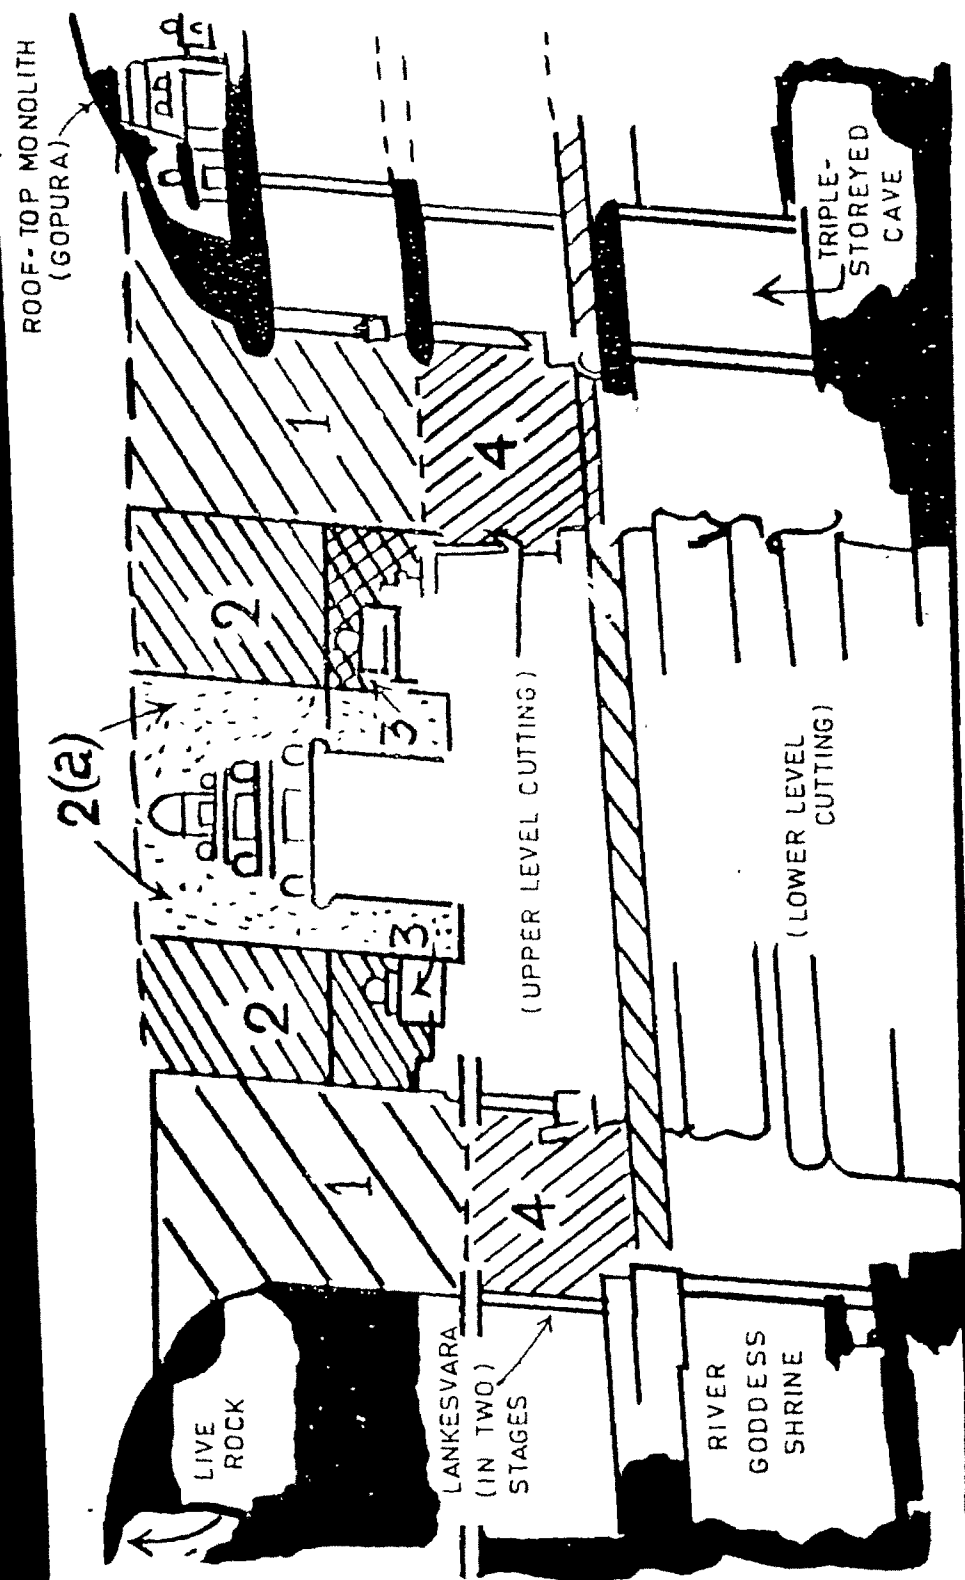 ROOF-TOP MONOLITH
(GOPURA)
2(a)
1
2
2
1
3
3
4
4
LIVE
ROCK
LANKESVARA
(IN TWO)
STAGES
(UPPER LEVEL CUTTING)
(LOWER LEVEL
CUTTING)
TRIPLE-
STOREYED
CAVE
RIVER
GODDESS
SHRINE